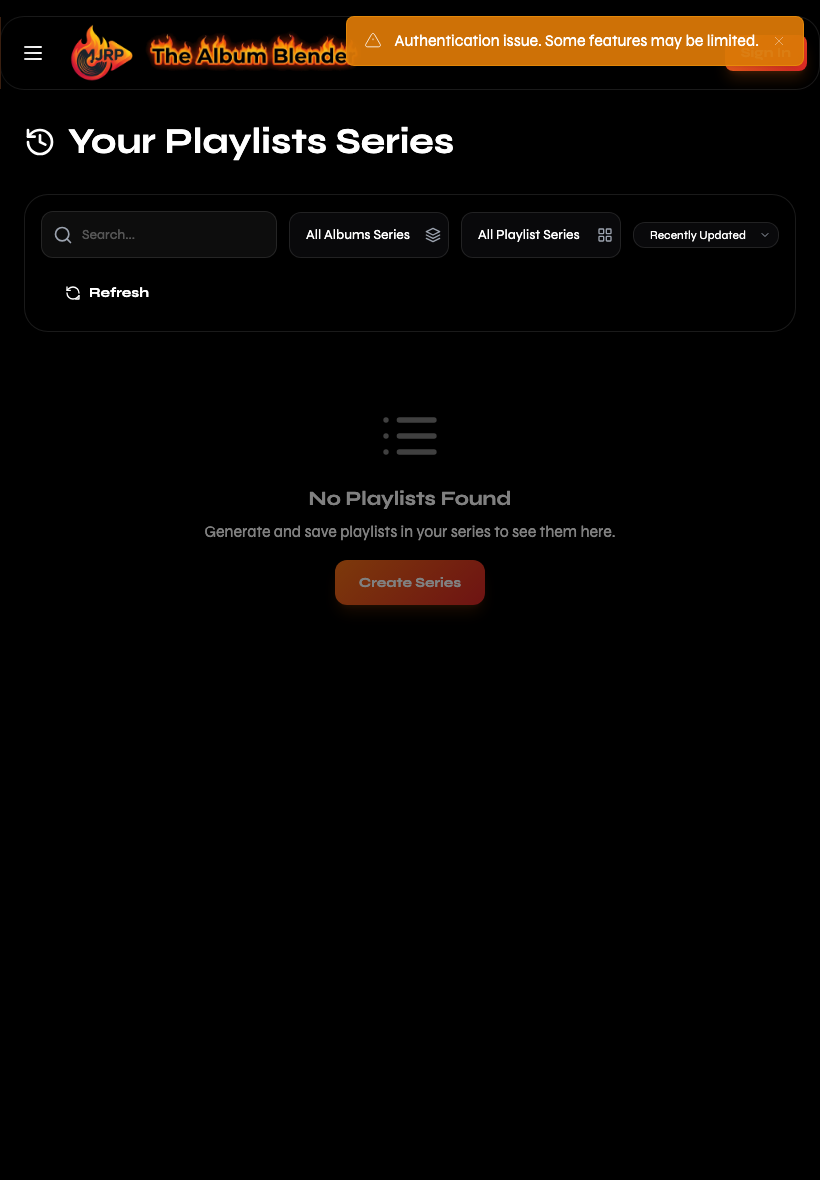 JRP
The Album Blender
Authentication issue. Some features may be limited.
Your Playlists Series
Search...
All Albums Series
All Playlist Series
Recently Updated
Refresh
No Playlists Found
Generate and save playlists in your series to see them here.
Create Series